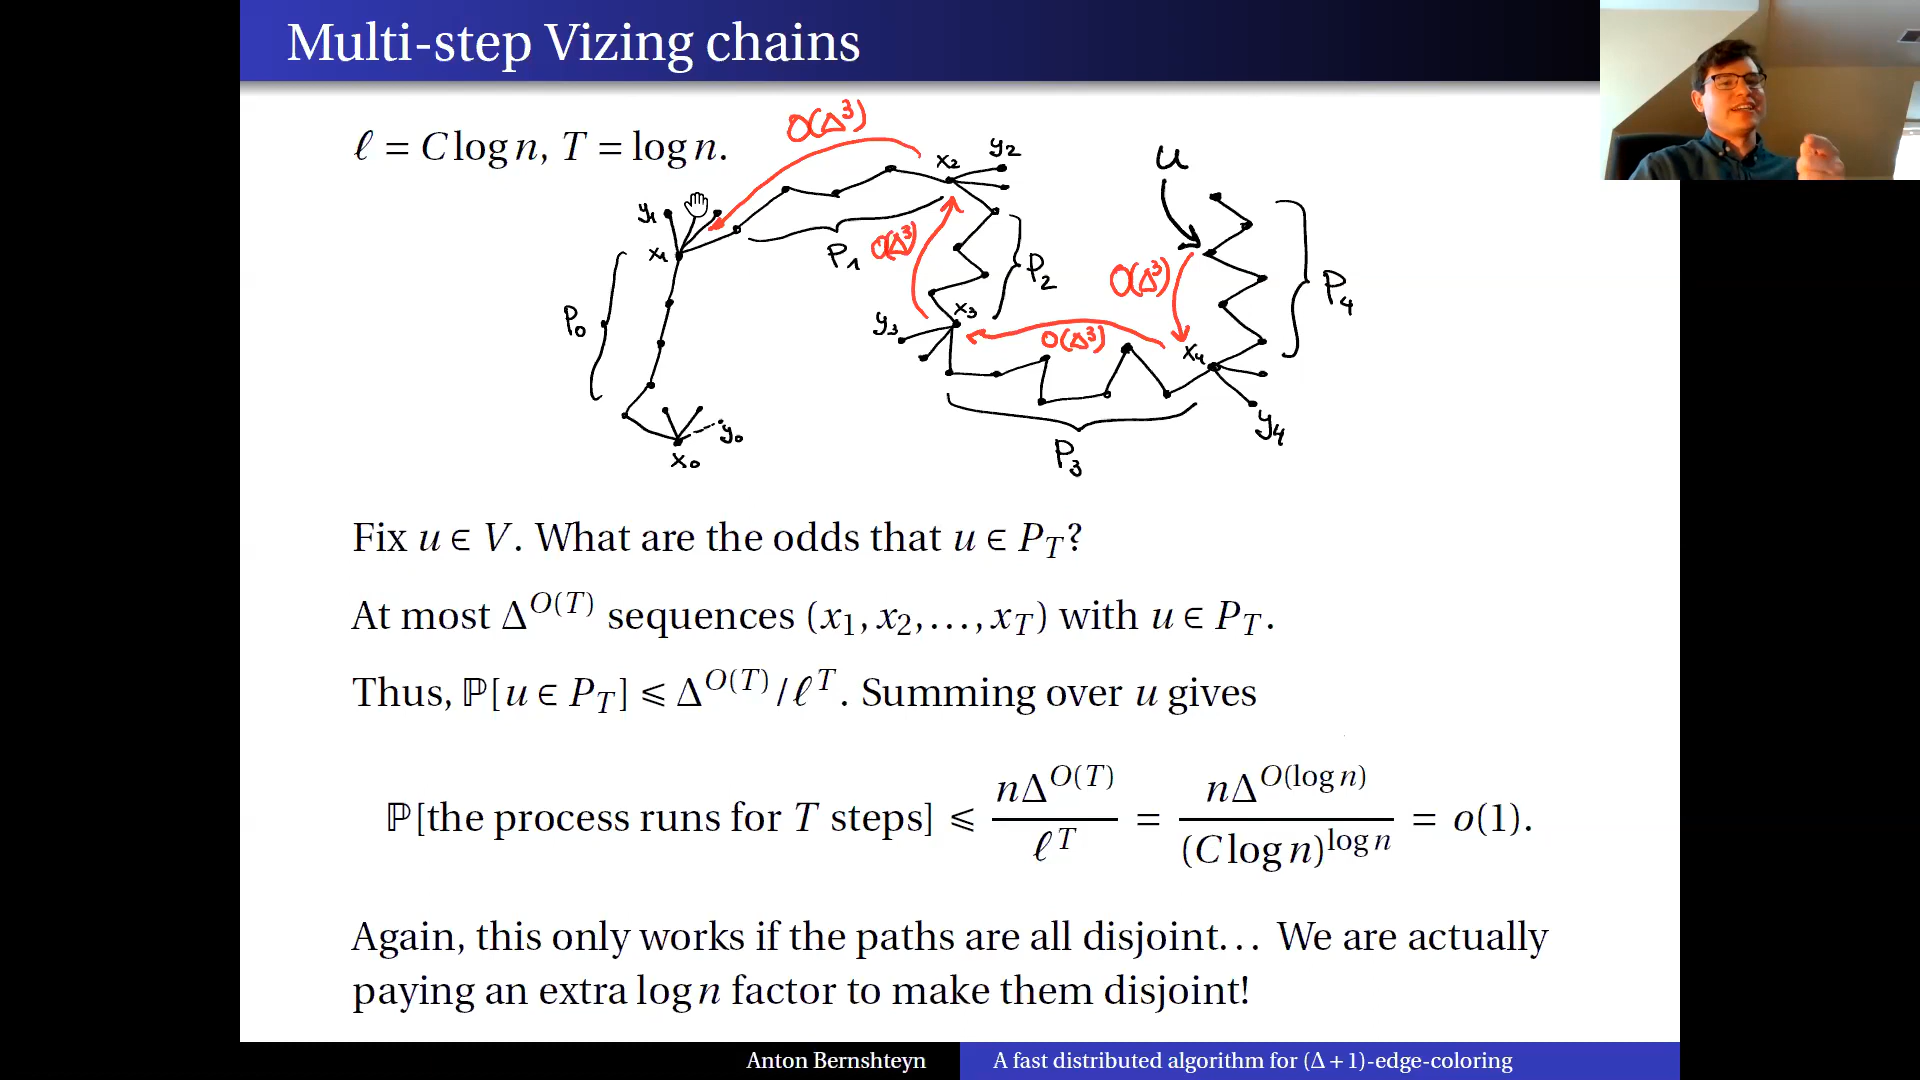 Multi-step Vizing chains
ℓ = C log n, T = log n.
O(Δ³)
x₂
y₂
u
y₁
x₁
P₁
O(Δ³)
P₂
O(Δ³)
P₄
P₀
y₃
x₃
O(Δ³)
x₄
y₀
x₀
P₃
y₄
Fix u ∈ V. What are the odds that u ∈ P_T?
At most Δ^{O(T)} sequences (x₁, x₂, …, x_T) with u ∈ P_T.
Thus, ℙ[u ∈ P_T] ⩽ Δ^{O(T)}/ℓ^T. Summing over u gives
ℙ[the process runs for T steps] ⩽ nΔ^{O(T)}/ℓ^T = nΔ^{O(log n)}/(C log n)^{log n} = o(1).
Again, this only works if the paths are all disjoint… We are actually
paying an extra log n factor to make them disjoint!
Anton Bernshteyn
A fast distributed algorithm for (Δ + 1)-edge-coloring